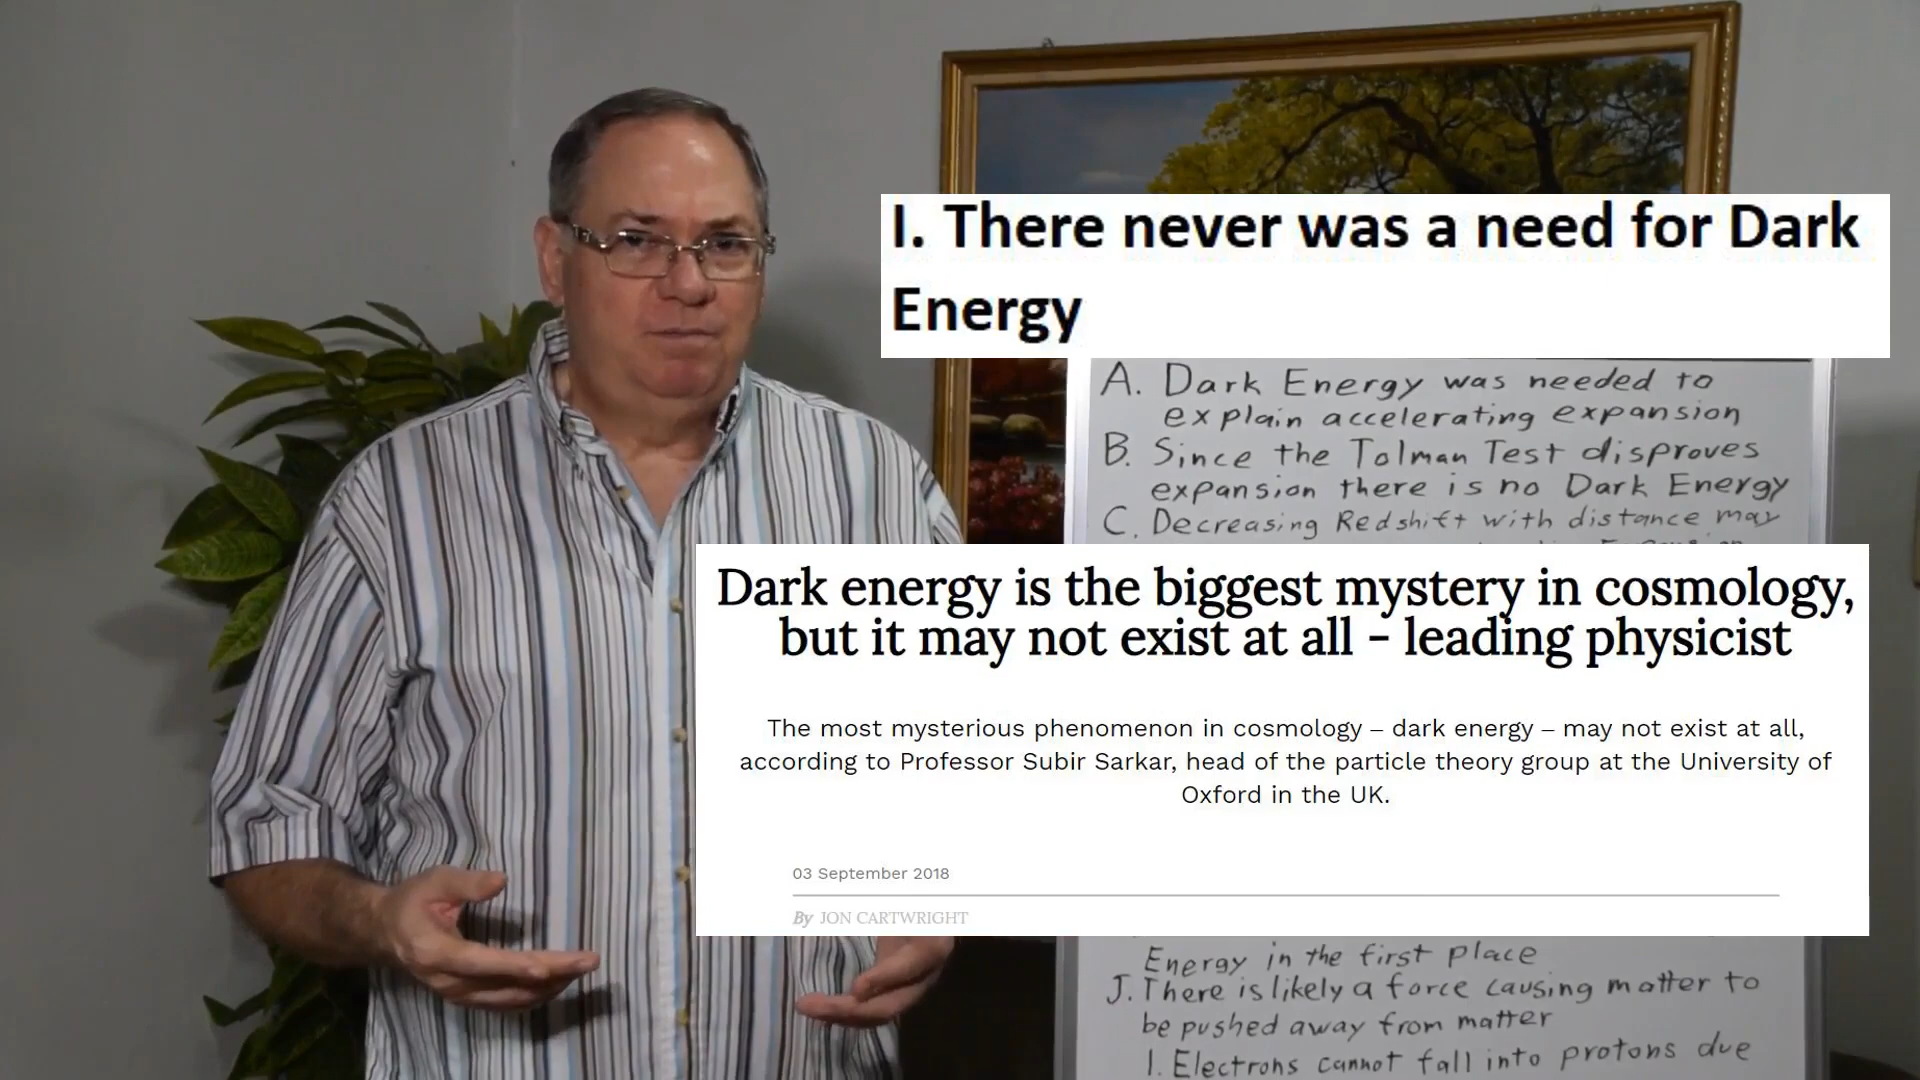 I. There never was a need for Dark
Energy
A. Dark Energy was needed to
explain accelerating expansion
B. Since the Tolman Test disproves
expansion there is no Dark Energy
C. Decreasing Redshift with distance may
Dark energy is the biggest mystery in cosmology,
but it may not exist at all - leading physicist
The most mysterious phenomenon in cosmology – dark energy – may not exist at all,
according to Professor Subir Sarkar, head of the particle theory group at the University of
Oxford in the UK.
03 September 2018
By JON CARTWRIGHT
Energy in the first place
J. There is likely a force causing matter to
be pushed away from matter
1. Electrons cannot fall into protons due